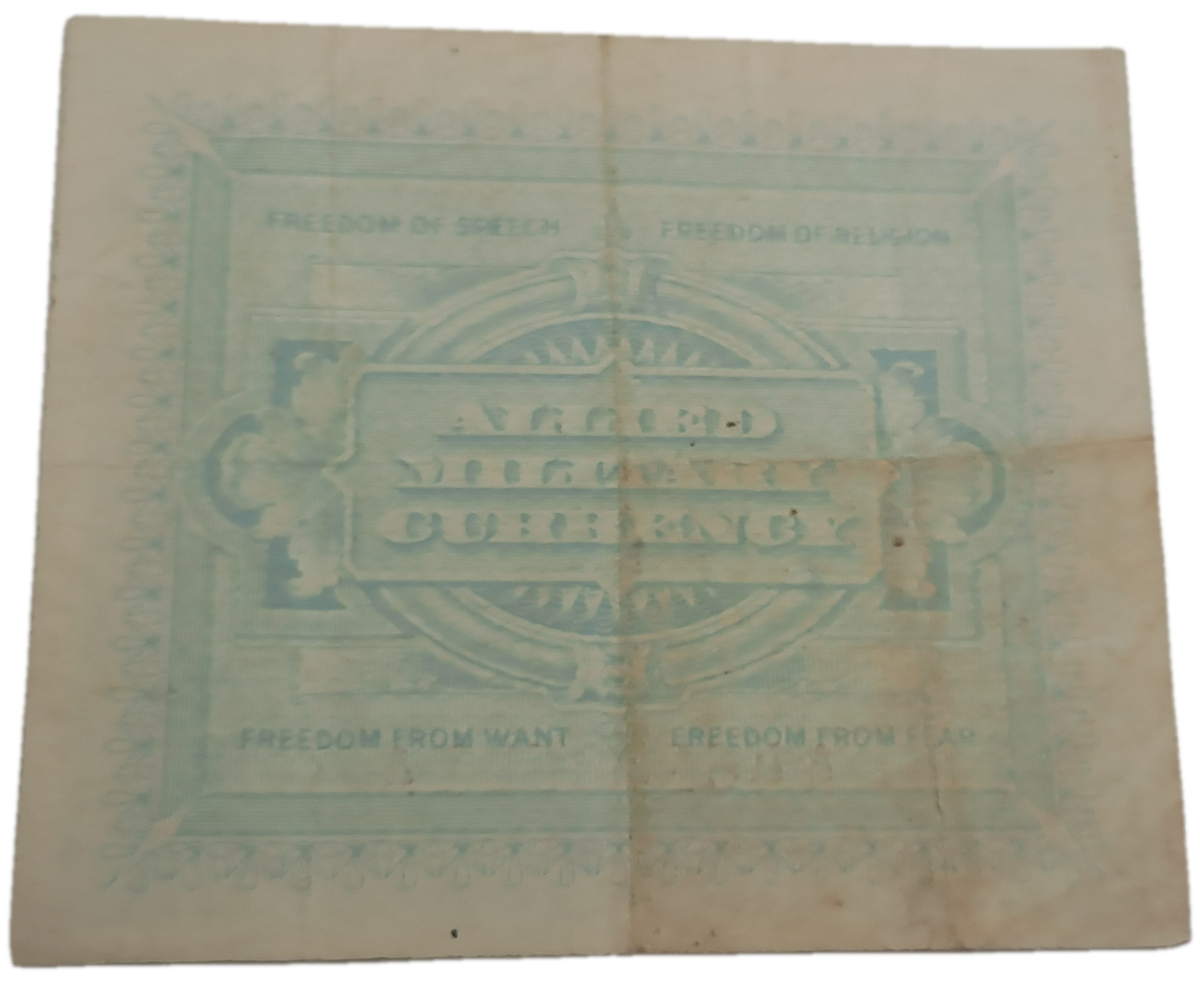 FREEDOM OF SPEECH FREEDOM OF RELIGION
ALLIED
MILITARY
CURRENCY
FREEDOM FROM WANT FREEDOM FROM FEAR